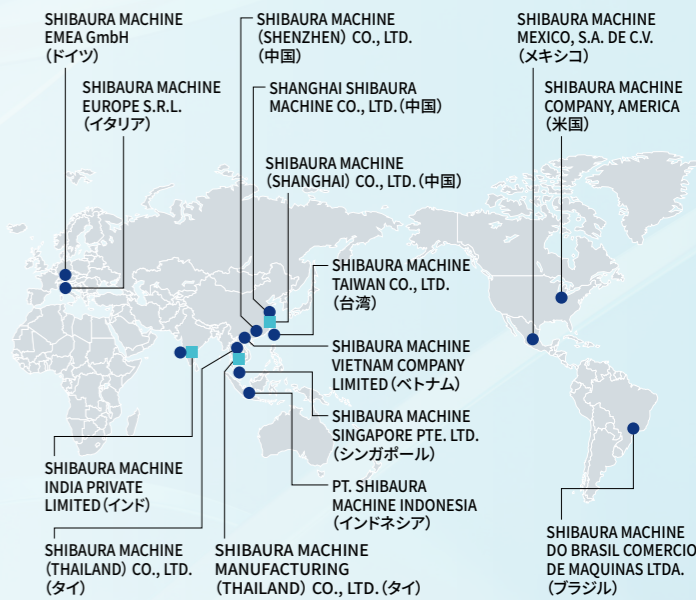 SHIBAURA MACHINE
EMEA GmbH
（ドイツ）
SHIBAURA MACHINE
EUROPE S.R.L.
（イタリア）
SHIBAURA MACHINE
（SHENZHEN）CO., LTD.
（中国）
SHANGHAI SHIBAURA
MACHINE CO., LTD.（中国）
SHIBAURA MACHINE
（SHANGHAI）CO., LTD.（中国）
SHIBAURA MACHINE
MEXICO, S.A. DE C.V.
（メキシコ）
SHIBAURA MACHINE
COMPANY, AMERICA
（米国）
SHIBAURA MACHINE
TAIWAN CO., LTD.
（台湾）
SHIBAURA MACHINE
VIETNAM COMPANY
LIMITED（ベトナム）
SHIBAURA MACHINE
SINGAPORE PTE. LTD.
（シンガポール）
PT. SHIBAURA
MACHINE INDONESIA
（インドネシア）
SHIBAURA MACHINE
INDIA PRIVATE
LIMITED（インド）
SHIBAURA MACHINE
（THAILAND）CO., LTD.
（タイ）
SHIBAURA MACHINE
MANUFACTURING
（THAILAND）CO., LTD.（タイ）
SHIBAURA MACHINE
DO BRASIL COMERCIO
DE MAQUINAS LTDA.
（ブラジル）